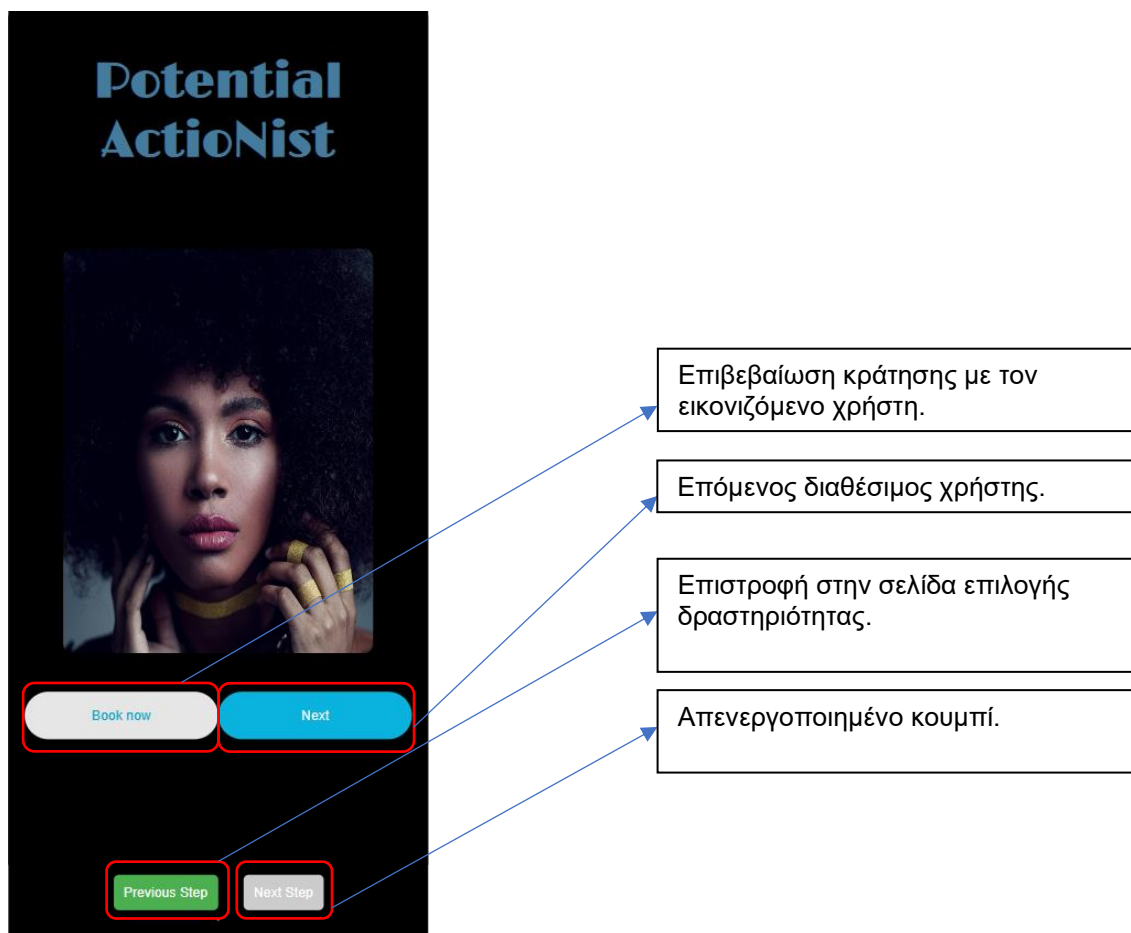 Potential
ActioNist
Επιβεβαίωση κράτησης με τον
εικονιζόμενο χρήστη.
Επόμενος διαθέσιμος χρήστης.
Επιστροφή στην σελίδα επιλογής
δραστηριότητας.
Απενεργοποιημένο κουμπί.
Book now
Next
Previous Step
Next Step